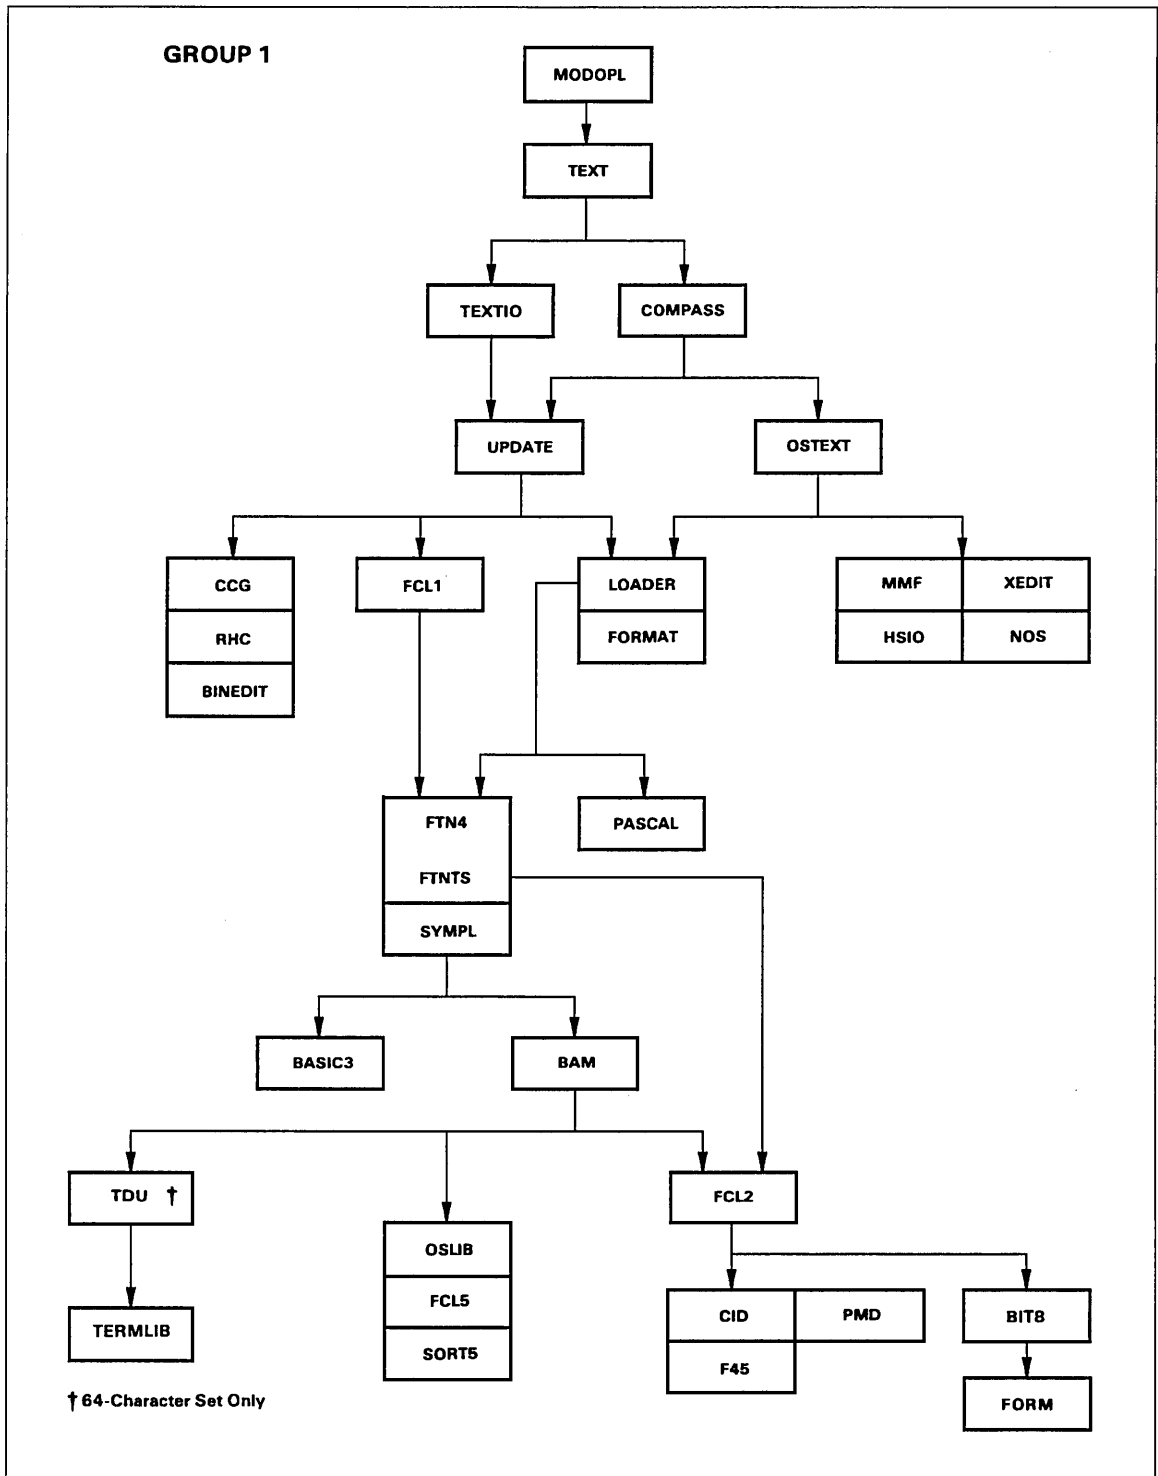 GROUP 1
MODOPL
TEXT
TEXTIO
COMPASS
UPDATE
OSTEXT
CCG
FCL1
LOADER
MMF
XEDIT
RHC
FORMAT
HSIO
NOS
BINEDIT
FTN4
PASCAL
FTNTS
SYMPL
BASIC3
BAM
TDU †
FCL2
OSLIB
FCL5
SORT5
TERMLIB
CID
PMD
BIT8
F45
FORM
† 64-Character Set Only